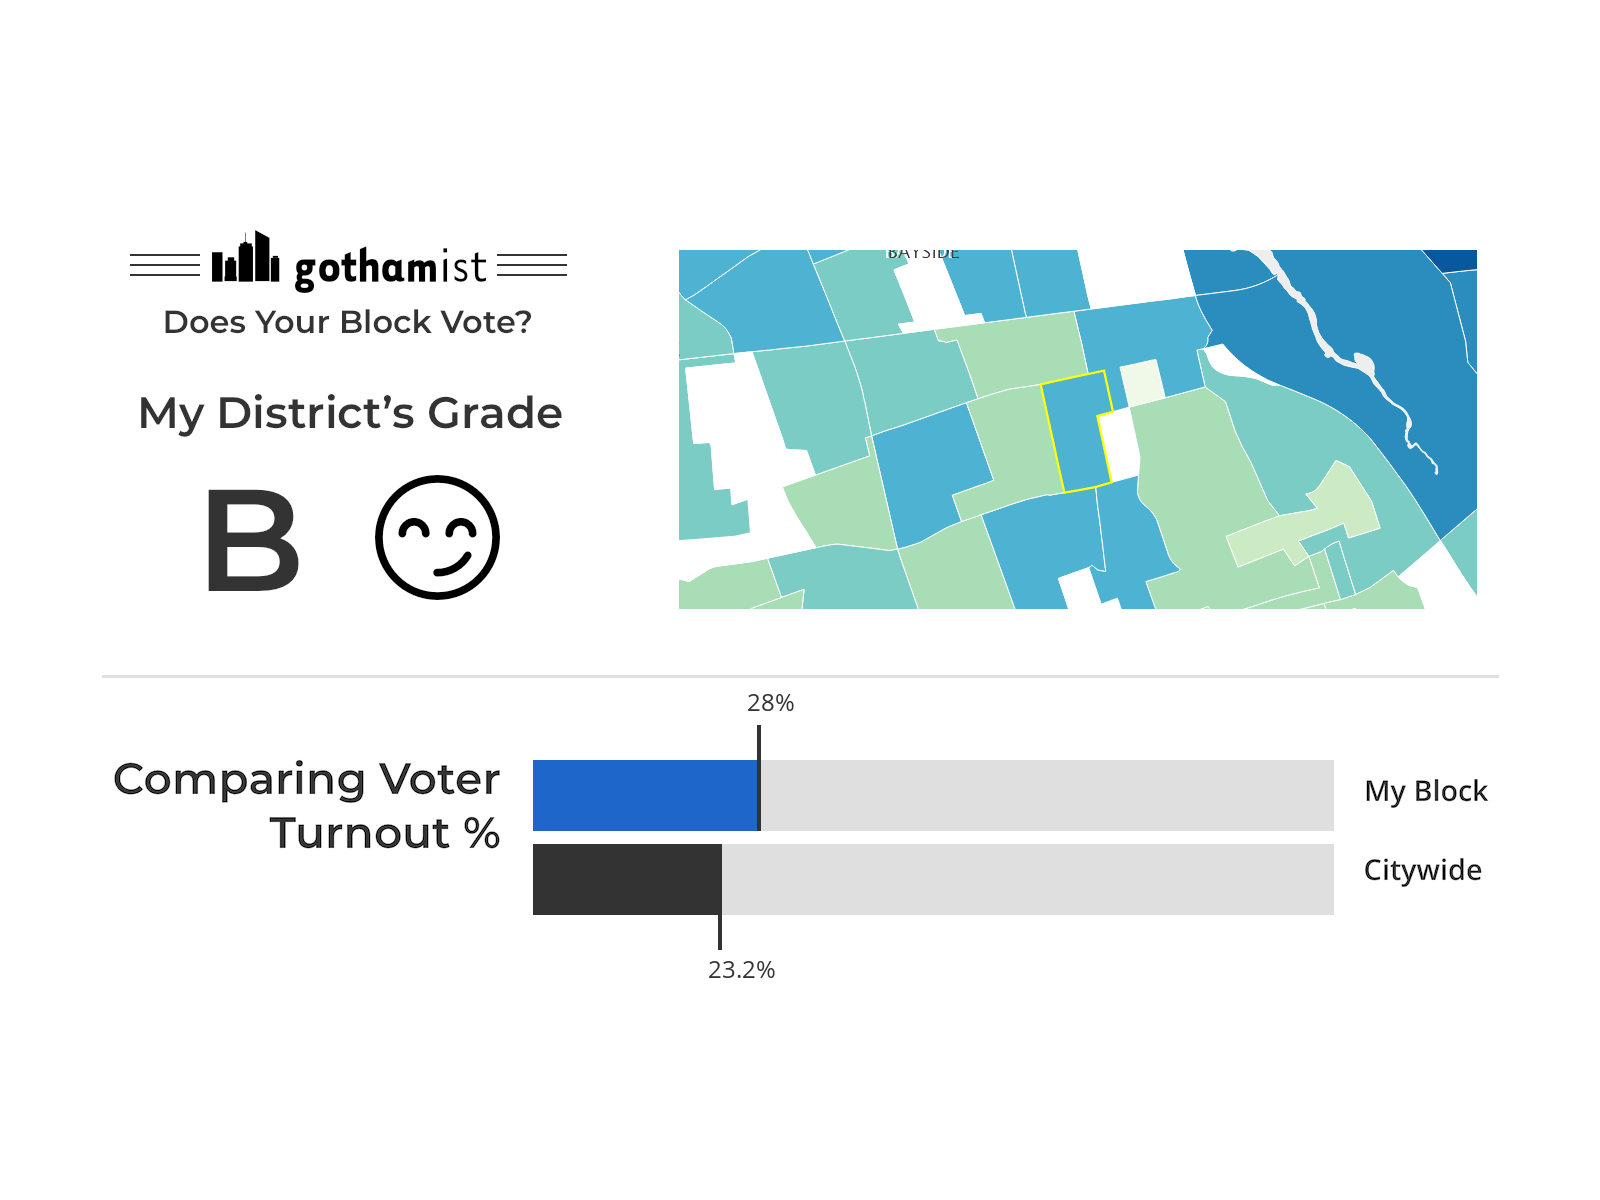 gothamist
Does Your Block Vote?
My District's Grade
B
BAYSIDE
28%
Comparing Voter
Turnout %
My Block
Citywide
23.2%